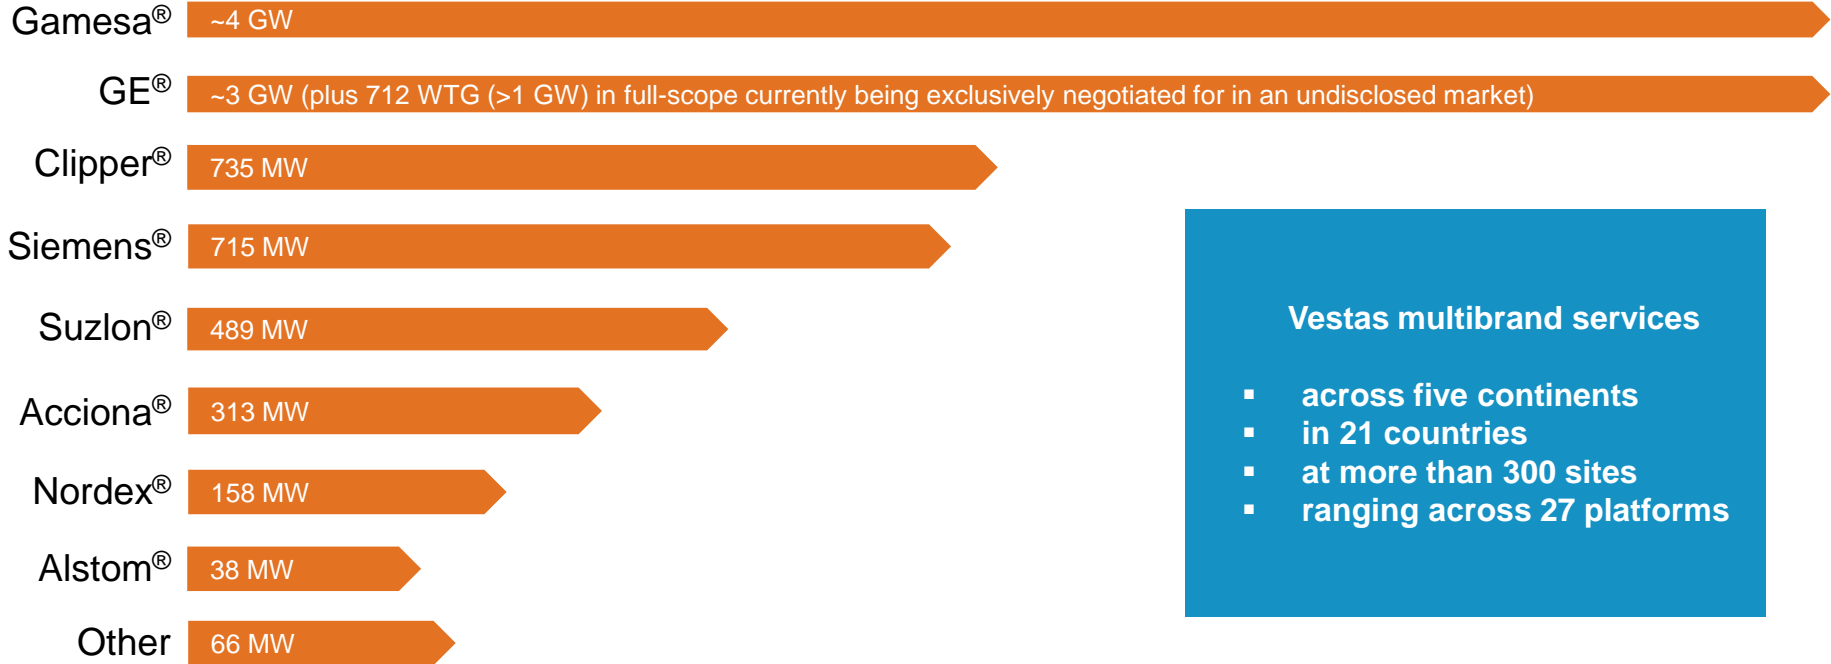 Gamesa® ~4 GW
GE® ~3 GW (plus 712 WTG (>1 GW) in full-scope currently being exclusively negotiated for in an undisclosed market)
Clipper® 735 MW
Siemens® 715 MW
Suzlon® 489 MW
Acciona® 313 MW
Nordex® 158 MW
Alstom® 38 MW
Other 66 MW
Vestas multibrand services
▪ across five continents
▪ in 21 countries
▪ at more than 300 sites
▪ ranging across 27 platforms